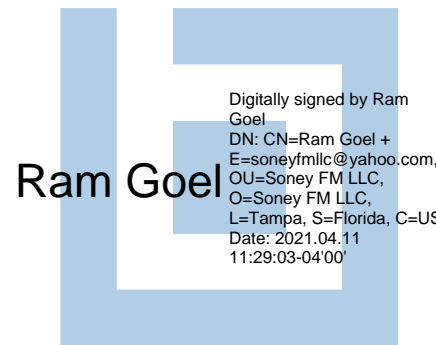 Ram Goel
Digitally signed by Ram
Goel
DN: CN=Ram Goel +
E=soneyfmllc@yahoo.com,
OU=Soney FM LLC,
O=Soney FM LLC,
L=Tampa, S=Florida, C=US
Date: 2021.04.11
11:29:03-04'00'